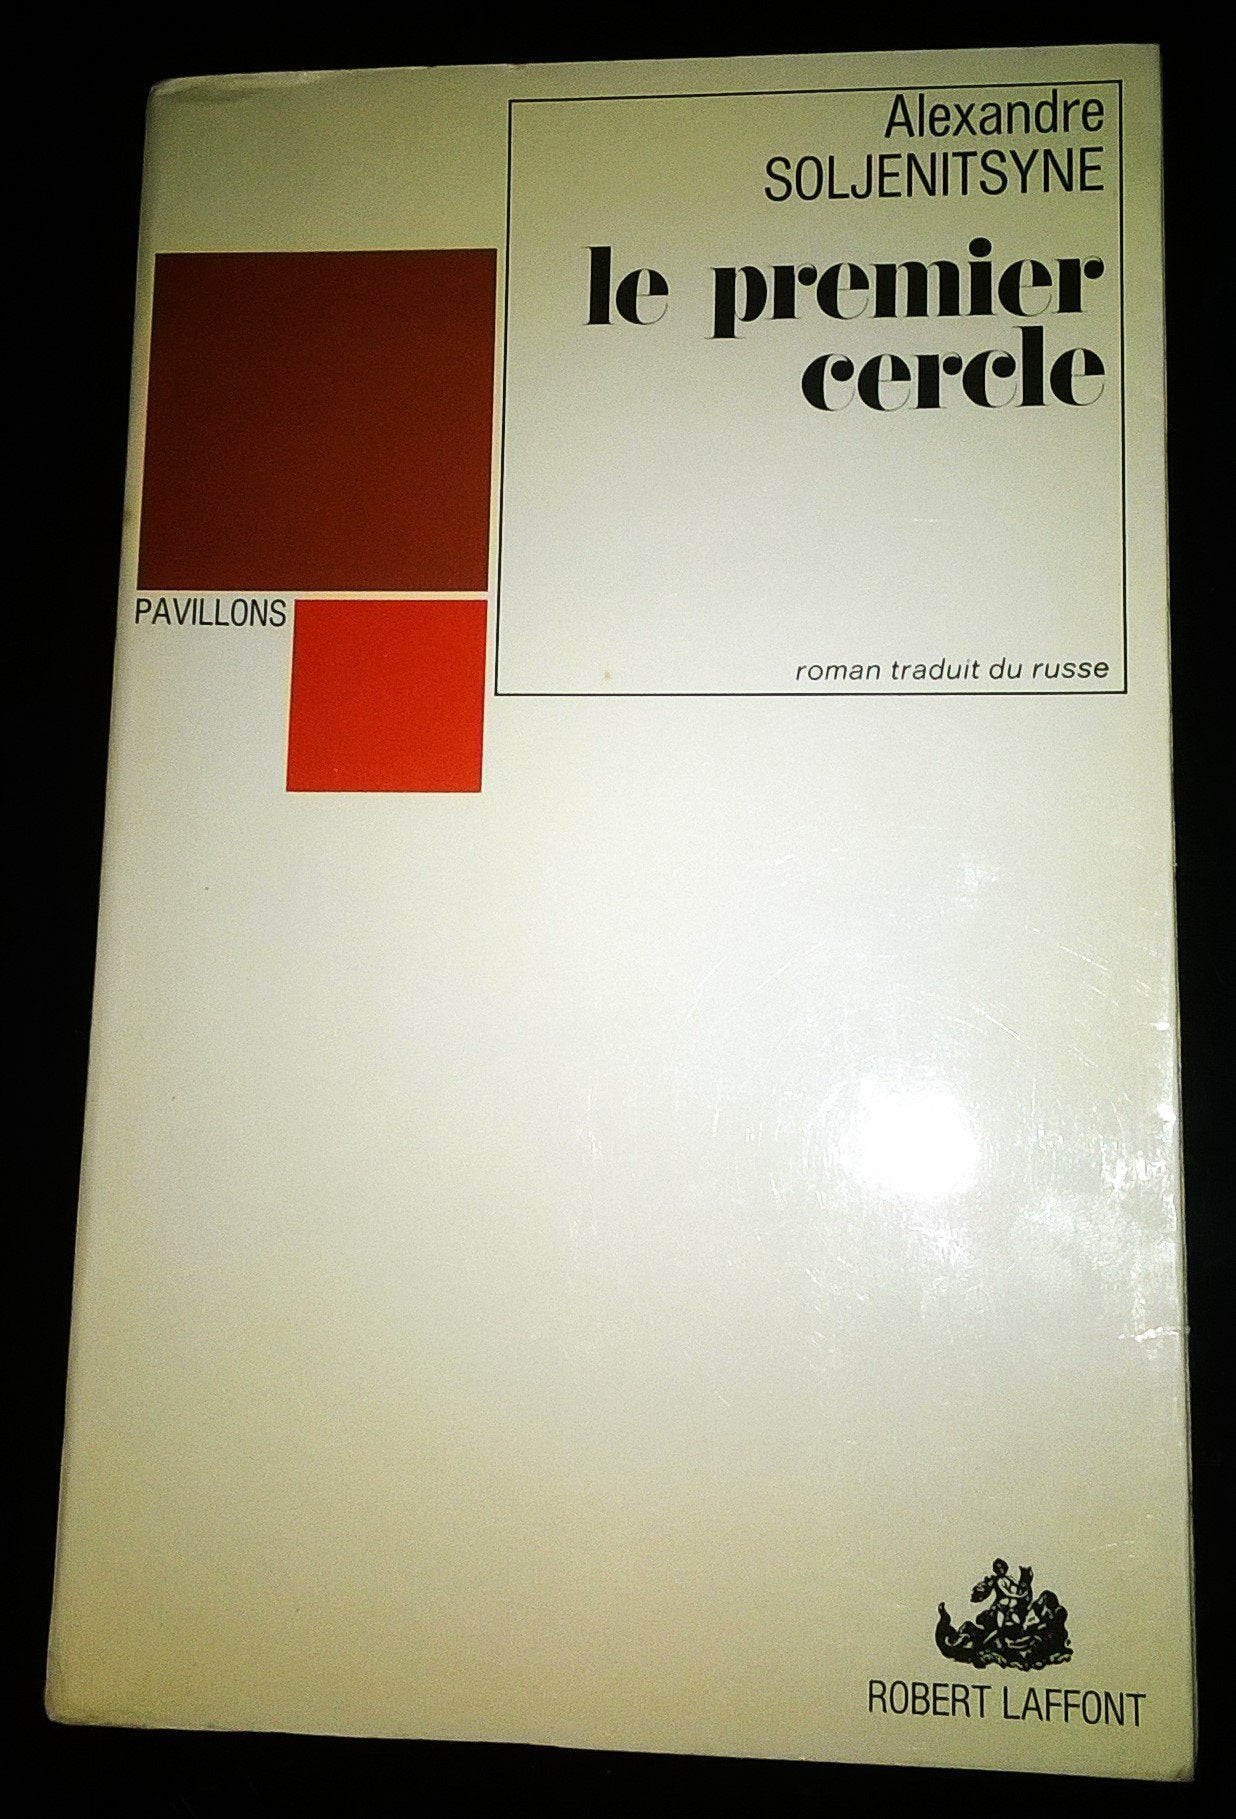 Alexandre
SOLJENITSYNE
le premier
cercle
PAVILLONS
roman traduit du russe
ROBERT LAFFONT